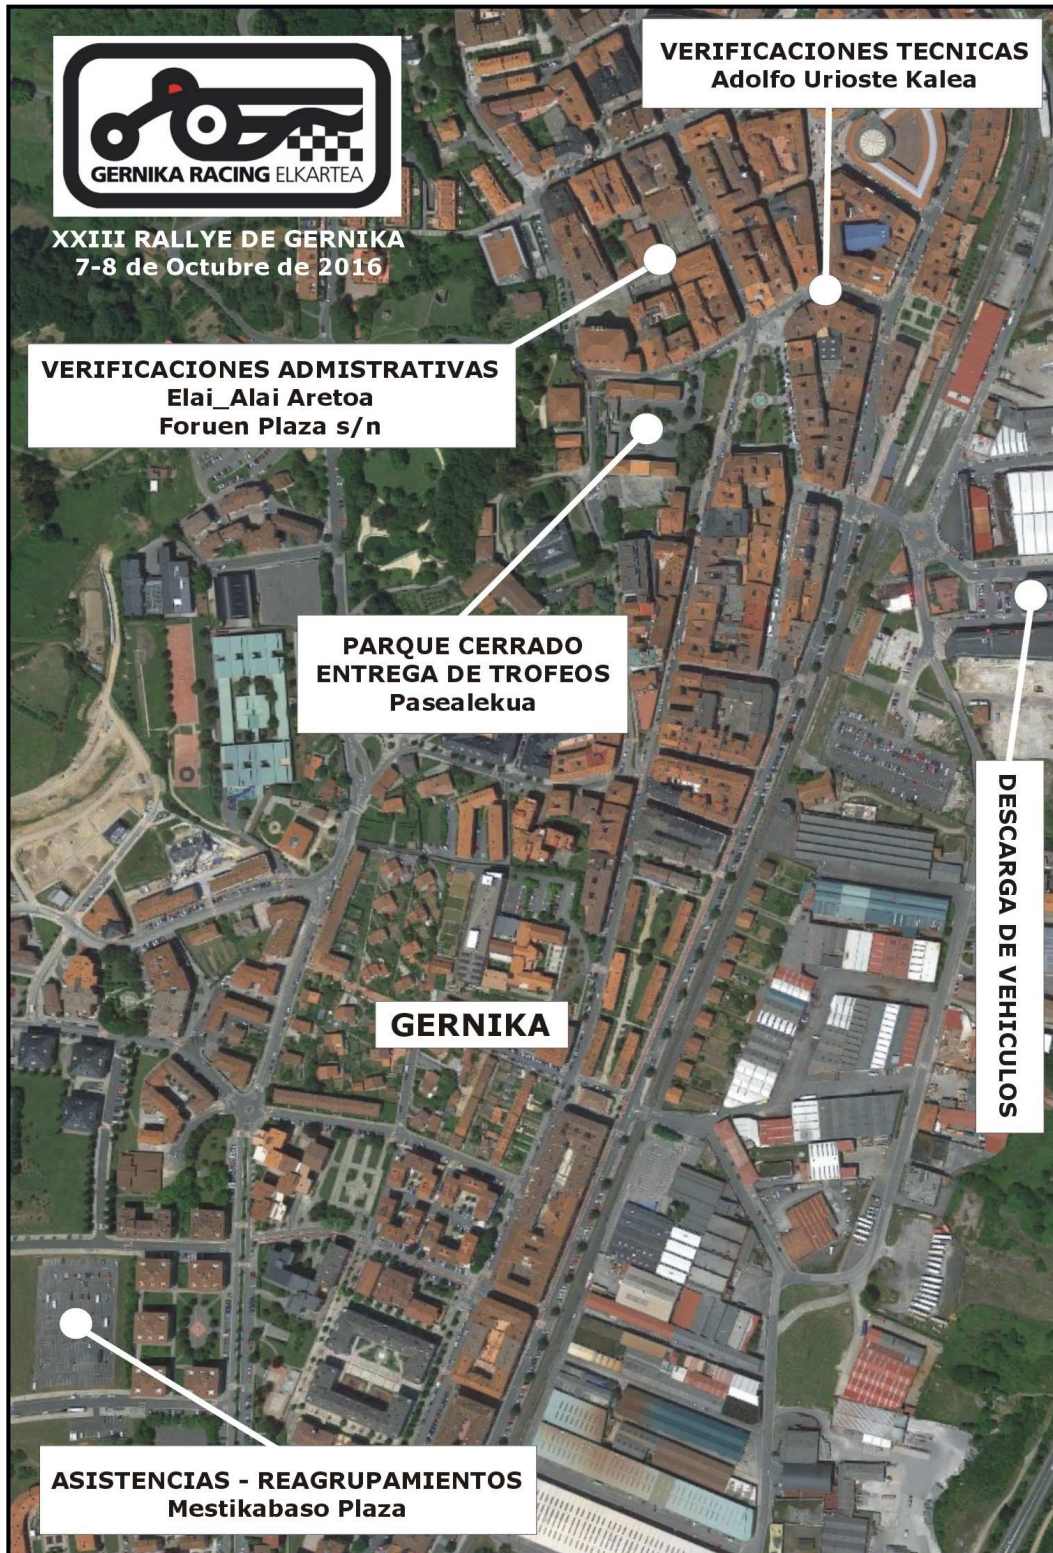 GERNIKA RACING ELKARTEA
XXIII RALLYE DE GERNIKA
7-8 de Octubre de 2016
VERIFICACIONES TECNICAS
Adolfo Urioste Kalea
VERIFICACIONES ADMISTRATIVAS
Elai_Alai Aretoa
Foruen Plaza s/n
PARQUE CERRADO
ENTREGA DE TROFEOS
Pasealekua
DESCARGA DE VEHICULOS
GERNIKA
ASISTENCIAS - REAGRUPAMIENTOS
Mestikabaso Plaza